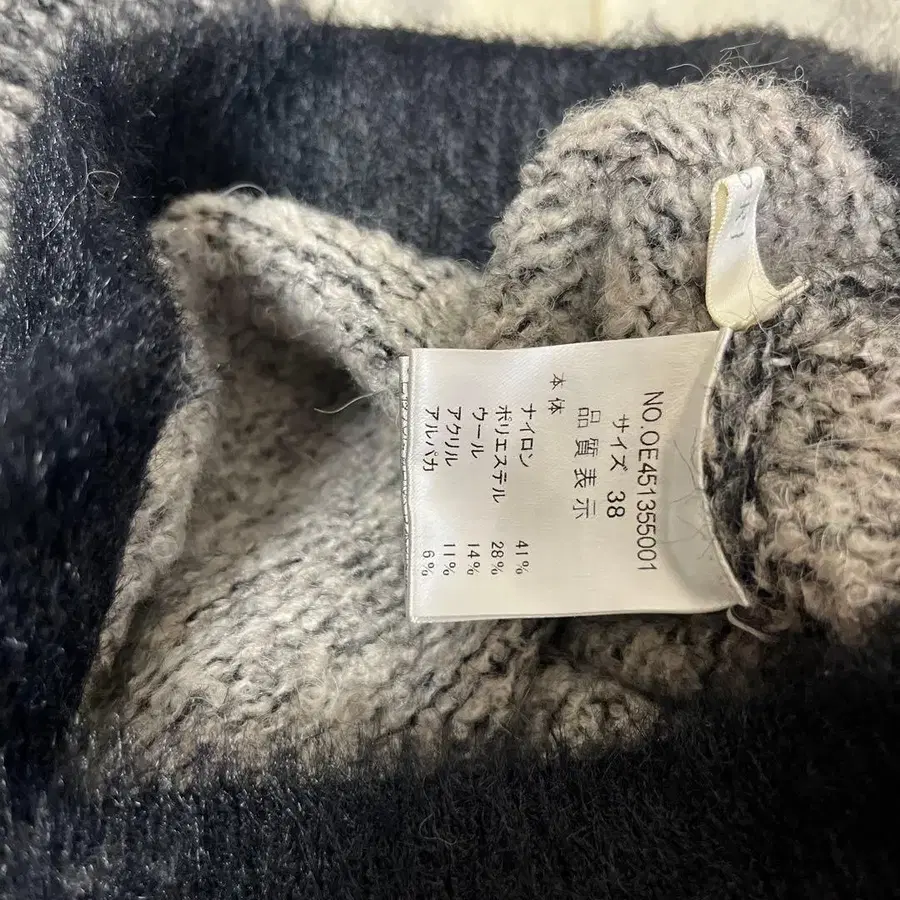 NO.OE451355001
サイズ 38
品質表示
本体
ナイロン 41%
ポリエステル 28%
ウール 14%
アクリル 11%
アルパカ 6%